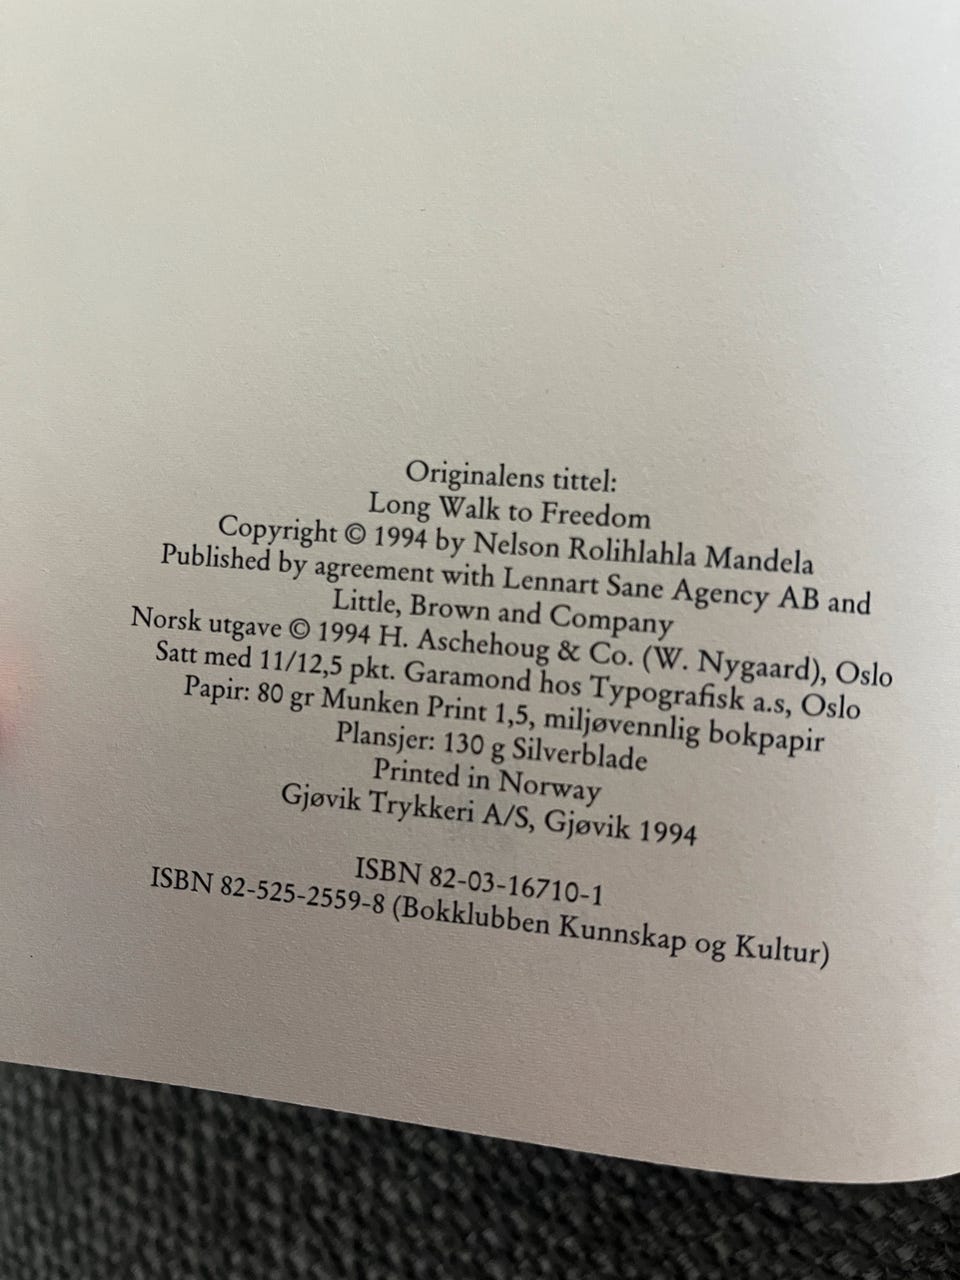 Originalens tittel:
Long Walk to Freedom
Copyright © 1994 by Nelson Rolihlahla Mandela
Published by agreement with Lennart Sane Agency AB and
Little, Brown and Company
Norsk utgave © 1994 H. Aschehoug & Co. (W. Nygaard), Oslo
Satt med 11/12,5 pkt. Garamond hos Typografisk a.s, Oslo
Papir: 80 gr Munken Print 1,5, miljøvennlig bokpapir
Plansjer: 130 g Silverblade
Printed in Norway
Gjøvik Trykkeri A/S, Gjøvik 1994
ISBN 82-03-16710-1
ISBN 82-525-2559-8 (Bokklubben Kunnskap og Kultur)